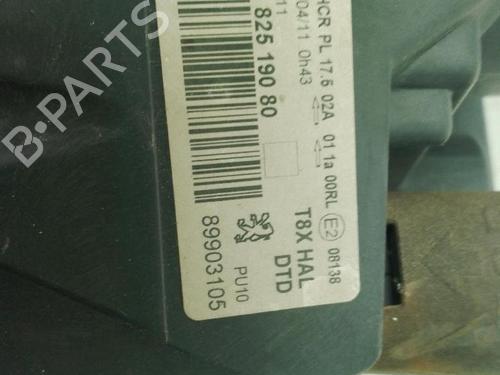 HCR PL 17.5 02A 01 1a 00RL E2 08138
04/11 0h43
11
825 190 80
T8X HAL
DTD
PU10
89903105
B-PARTS